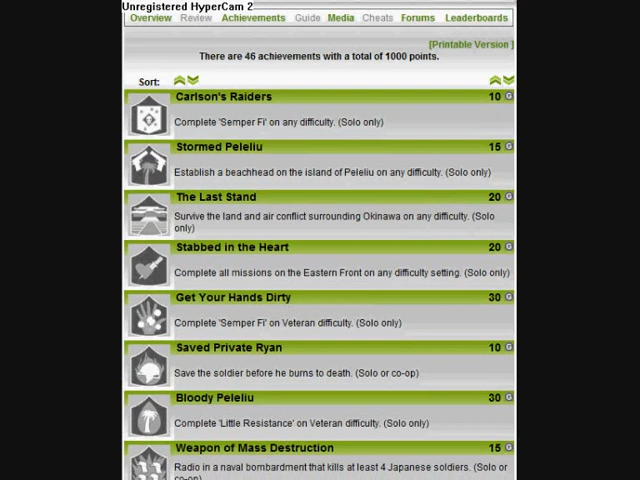 Unregistered HyperCam 2
Overview Review Achievements Guide Media Cheats Forums Leaderboards
[Printable Version ]
There are 46 achievements with a total of 1000 points.
Sort:
Carlson's Raiders 10 G
Complete 'Semper Fi' on any difficulty. (Solo only)
Stormed Peleliu 15 G
Establish a beachhead on the island of Peleliu on any difficulty. (Solo only)
The Last Stand 20 G
Survive the land and air conflict surrounding Okinawa on any difficulty. (Solo
only)
Stabbed in the Heart 20 G
Complete all missions on the Eastern Front on any difficulty setting. (Solo only)
Get Your Hands Dirty 30 G
Complete 'Semper Fi' on Veteran difficulty. (Solo only)
Saved Private Ryan 10 G
Save the soldier before he burns to death. (Solo or co-op)
Bloody Peleliu 30 G
Complete 'Little Resistance' on Veteran difficulty. (Solo only)
Weapon of Mass Destruction 15 G
Radio in a naval bombardment that kills at least 4 Japanese soldiers. (Solo or
co-op)